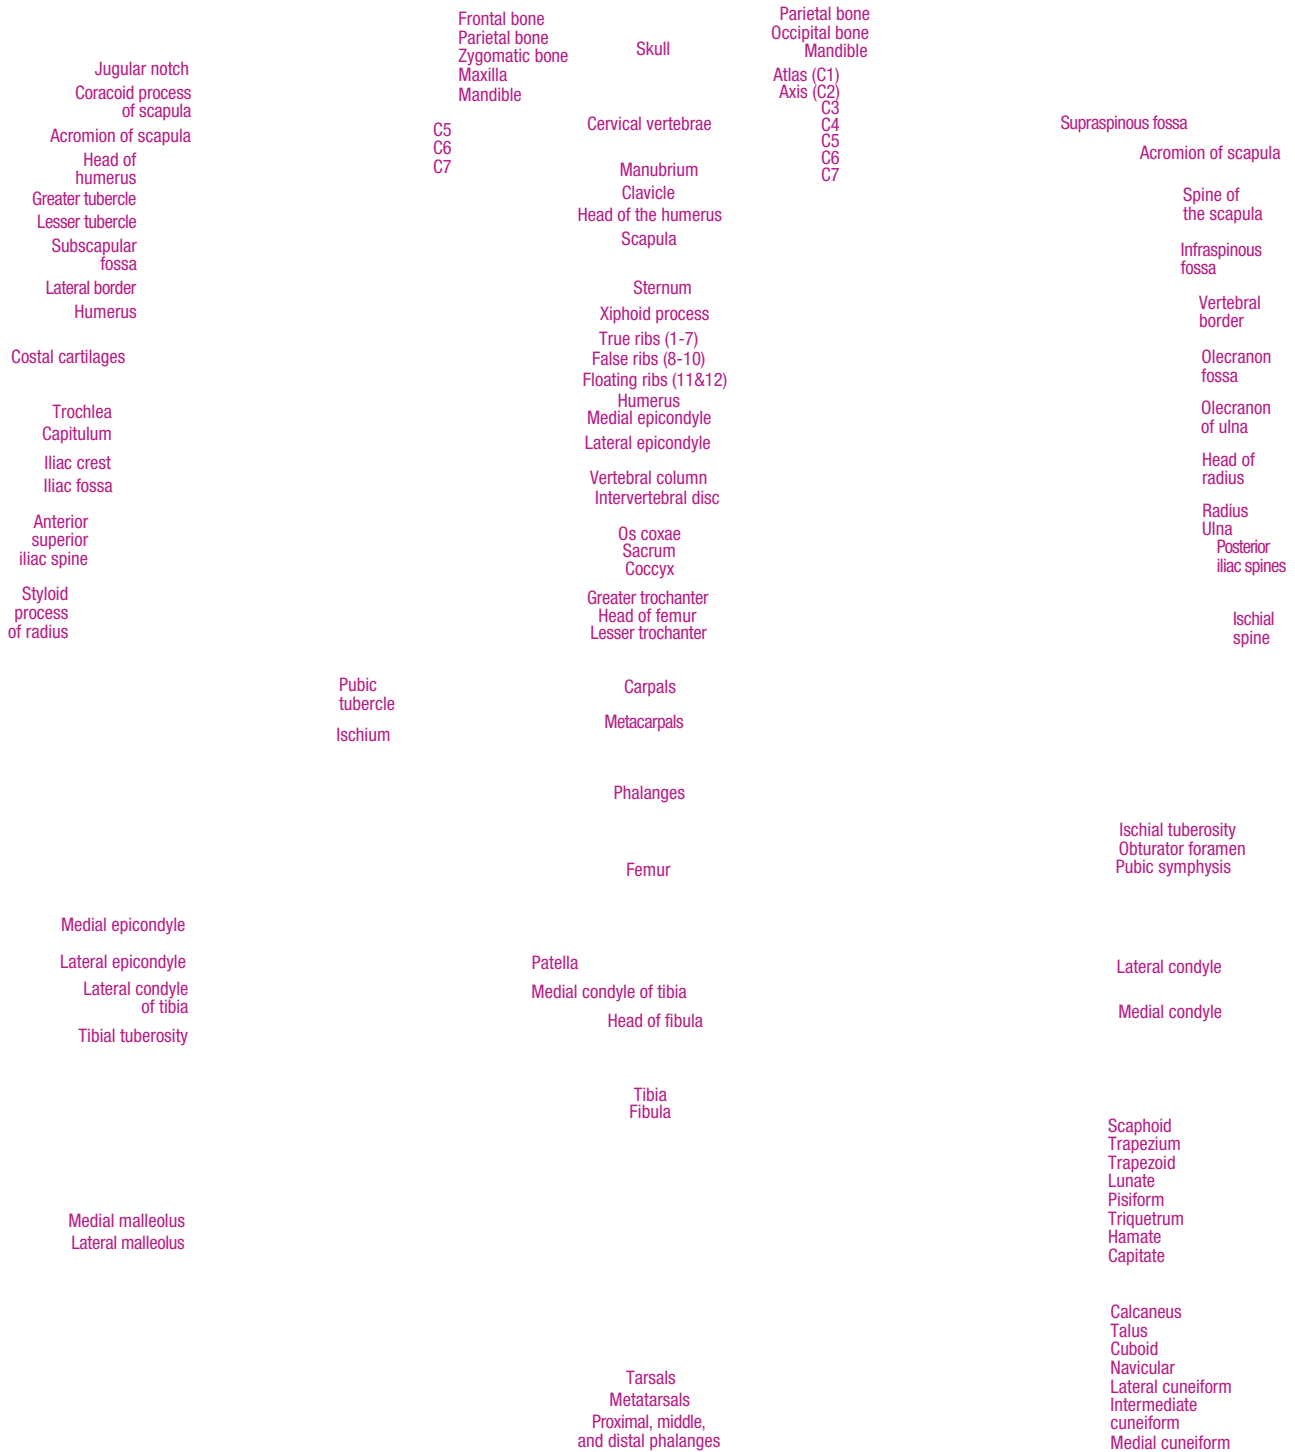 Frontal bone
Parietal bone
Zygomatic bone
Maxilla
Mandible
Skull
Parietal bone
Occipital bone
Mandible
Atlas (C1)
Axis (C2)
C3
C4
C5
C6
C7
Jugular notch
Coracoid process
of scapula
Acromion of scapula
Head of
humerus
Greater tubercle
Lesser tubercle
Subscapular
fossa
Lateral border
Humerus
Costal cartilages
Trochlea
Capitulum
Iliac crest
Iliac fossa
Anterior
superior
iliac spine
Styloid
process
of radius
C5
C6
C7
Cervical vertebrae
Manubrium
Clavicle
Head of the humerus
Scapula
Sternum
Xiphoid process
True ribs (1-7)
False ribs (8-10)
Floating ribs (11&12)
Humerus
Medial epicondyle
Lateral epicondyle
Vertebral column
Intervertebral disc
Os coxae
Sacrum
Coccyx
Greater trochanter
Head of femur
Lesser trochanter
Supraspinous fossa
Acromion of scapula
Spine of
the scapula
Infraspinous
fossa
Vertebral
border
Olecranon
fossa
Olecranon
of ulna
Head of
radius
Radius
Ulna
Posterior
iliac spines
Ischial
spine
Pubic
tubercle
Ischium
Carpals
Metacarpals
Phalanges
Femur
Ischial tuberosity
Obturator foramen
Pubic symphysis
Medial epicondyle
Lateral epicondyle
Lateral condyle
of tibia
Tibial tuberosity
Patella
Medial condyle of tibia
Head of fibula
Lateral condyle
Medial condyle
Tibia
Fibula
Medial malleolus
Lateral malleolus
Scaphoid
Trapezium
Trapezoid
Lunate
Pisiform
Triquetrum
Hamate
Capitate
Tarsals
Metatarsals
Proximal, middle,
and distal phalanges
Calcaneus
Talus
Cuboid
Navicular
Lateral cuneiform
Intermediate
cuneiform
Medial cuneiform